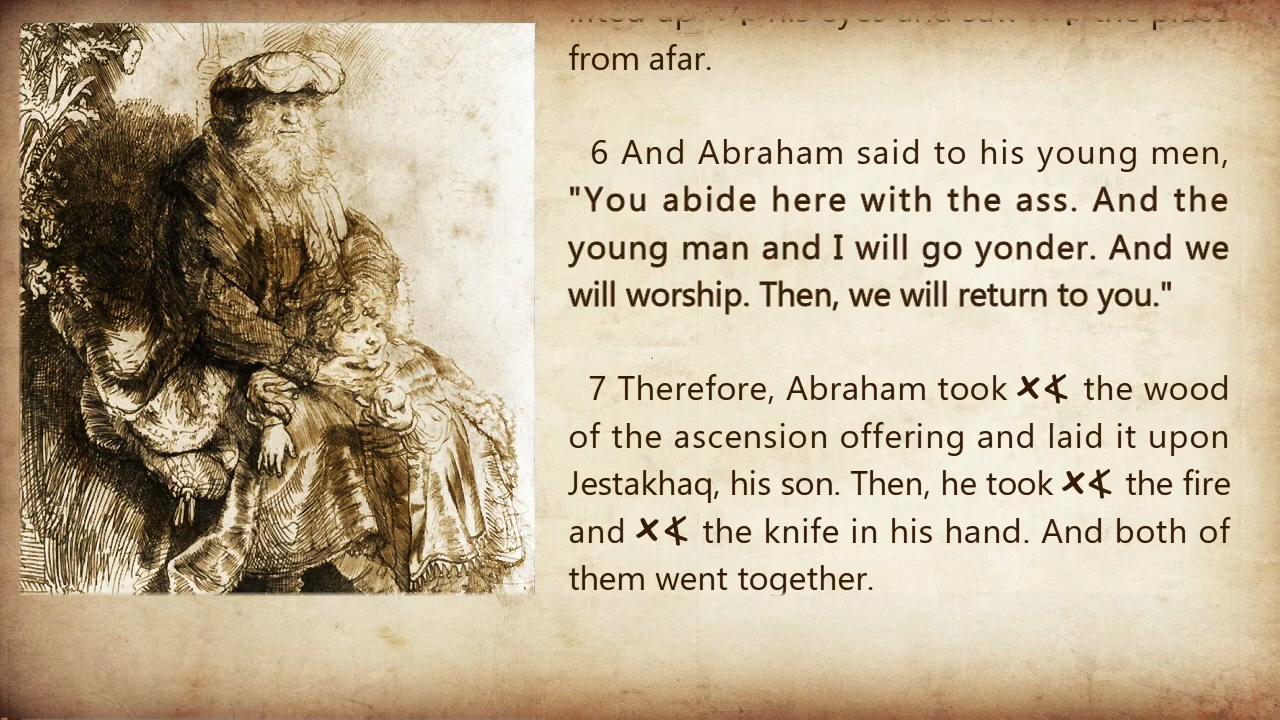 from afar.
6 And Abraham said to his young men,
"You abide here with the ass. And the
young man and I will go yonder. And we
will worship. Then, we will return to you."
7 Therefore, Abraham took 𐤕𐤀 the wood
of the ascension offering and laid it upon
Jestakhaq, his son. Then, he took 𐤕𐤀 the fire
and 𐤕𐤀 the knife in his hand. And both of
them went together.